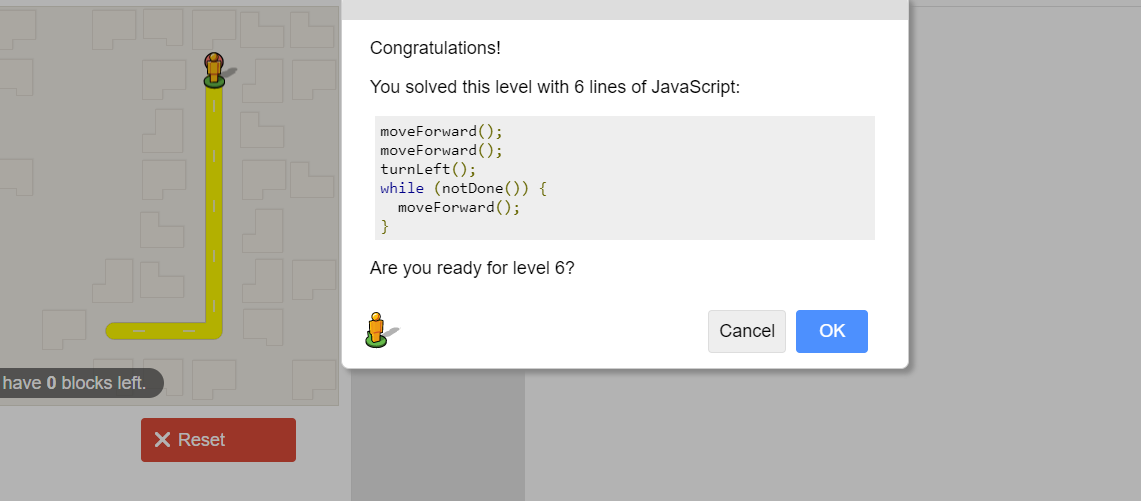 Congratulations!
You solved this level with 6 lines of JavaScript:
moveForward();
moveForward();
turnLeft();
while (notDone()) {
  moveForward();
}
Are you ready for level 6?
Cancel
OK
have 0 blocks left.
Reset